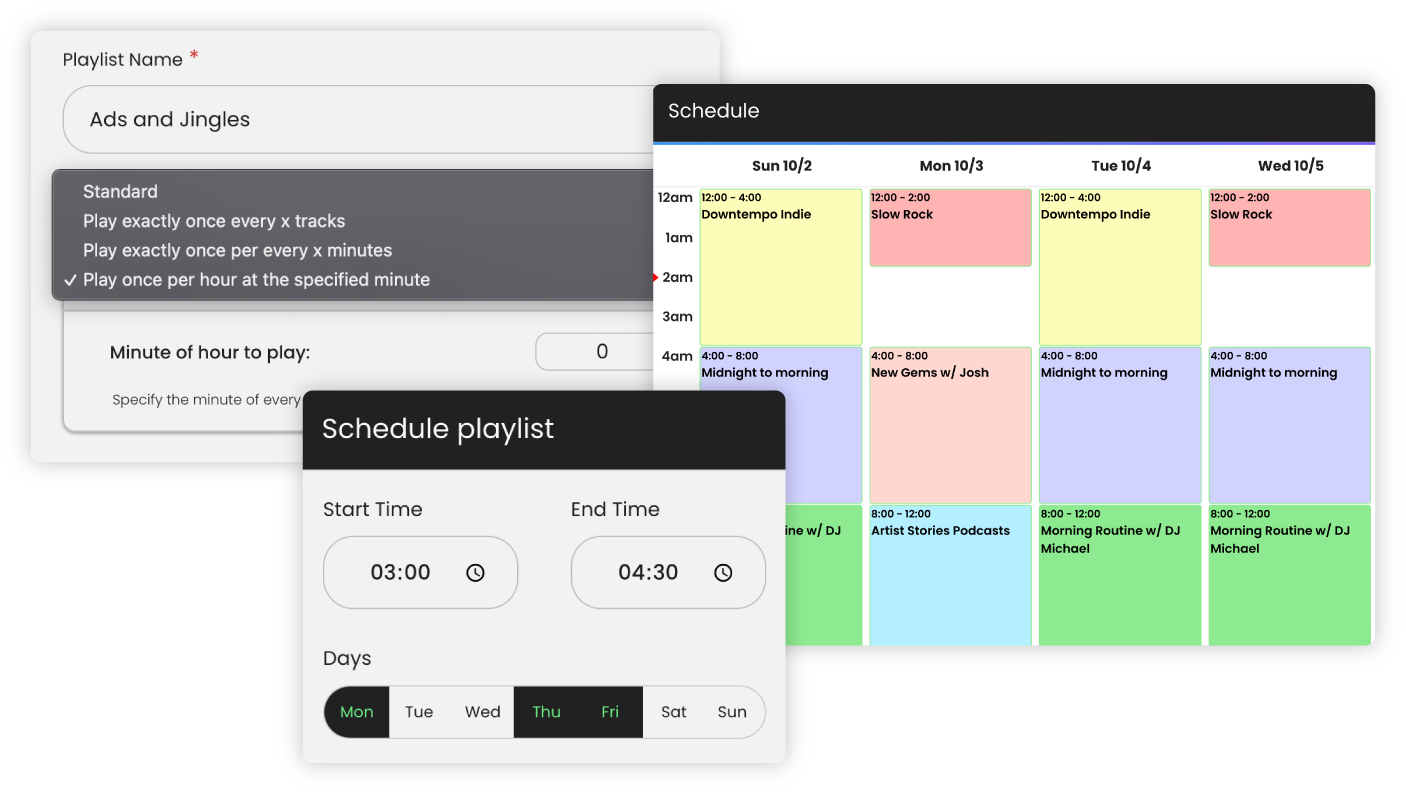 Playlist Name *
Ads and Jingles
Standard
Play exactly once every x tracks
Play exactly once per every x minutes
✓ Play once per hour at the specified minute
Minute of hour to play:
0
Specify the minute of every
Schedule
Sun 10/2 Mon 10/3 Tue 10/4 Wed 10/5
12am
1am
2am
3am
4am
12:00 - 4:00
Downtempo Indie
4:00 - 8:00
Midnight to morning
ine w/ DJ
12:00 - 2:00
Slow Rock
4:00 - 8:00
New Gems w/ Josh
8:00 - 12:00
Artist Stories Podcasts
12:00 - 4:00
Downtempo Indie
4:00 - 8:00
Midnight to morning
8:00 - 12:00
Morning Routine w/ DJ
Michael
12:00 - 2:00
Slow Rock
4:00 - 8:00
Midnight to morning
8:00 - 12:00
Morning Routine w/ DJ
Michael
Schedule playlist
Start Time End Time
03:00 04:30
Days
Mon Tue Wed Thu Fri Sat Sun